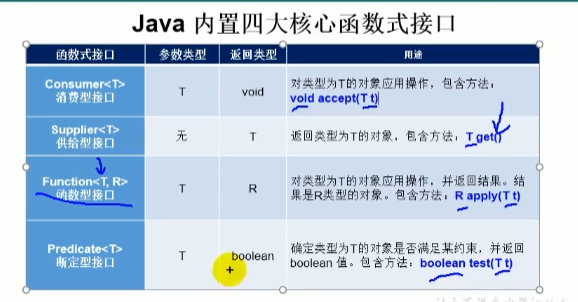 Java 内置四大核心函数式接口
函数式接口 参数类型 返回类型 用途
Consumer<T>
消费型接口
T
void
对类型为T的对象应用操作，包含方法：
void accept(T t)
Supplier<T>
供给型接口
无
T
返回类型为T的对象，包含方法：T get()
Function<T, R>
函数型接口
T
R
对类型为T的对象应用操作，并返回结果。结
果是R类型的对象。包含方法：R apply(T t)
Predicate<T>
断定型接口
T
boolean
确定类型为T的对象是否满足某约束，并返回
boolean 值。包含方法：boolean test(T t)